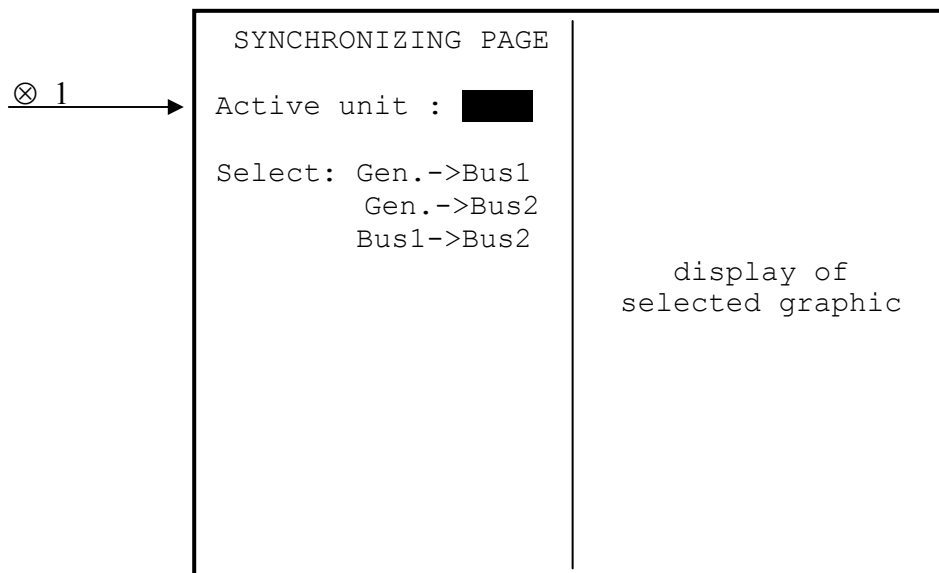 SYNCHRONIZING PAGE
⊗ 1
Active unit :
Select: Gen.->Bus1
Gen.->Bus2
Bus1->Bus2
display of
selected graphic